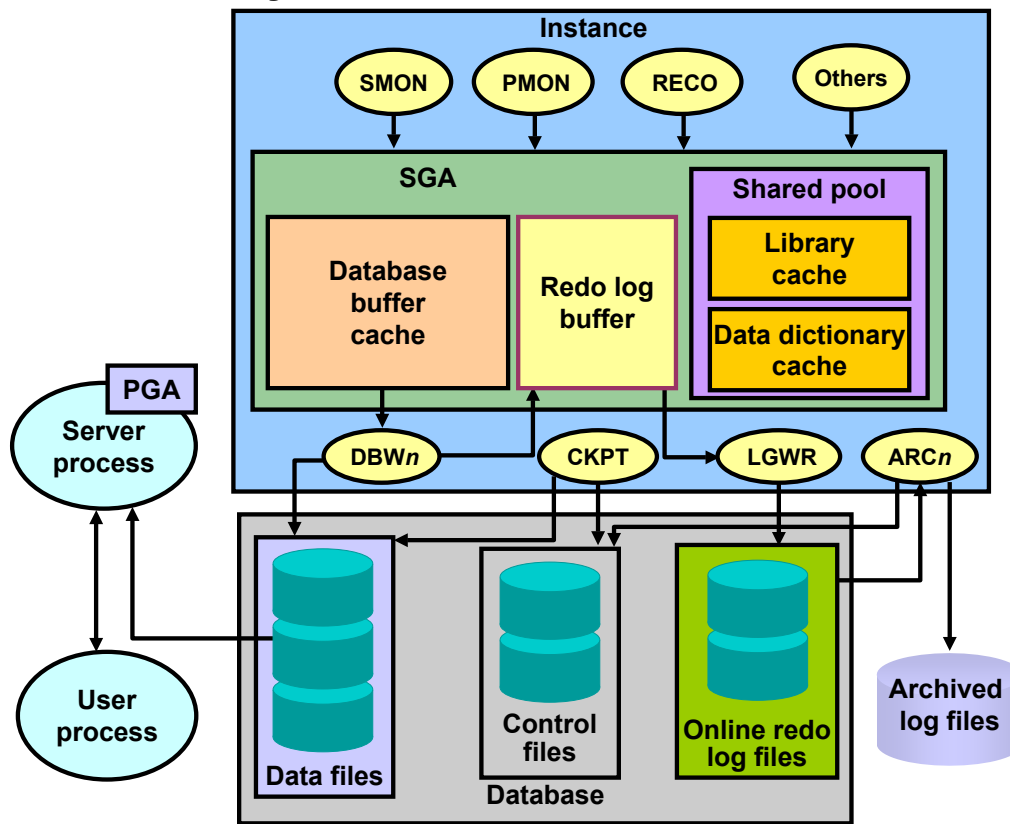 Instance
SMON
PMON
RECO
Others
SGA
Shared pool
Library
cache
Data dictionary
cache
Database
buffer
cache
Redo log
buffer
PGA
Server
process
DBWn
CKPT
LGWR
ARCn
User
process
Data files
Control
files
Online redo
log files
Database
Archived
log files